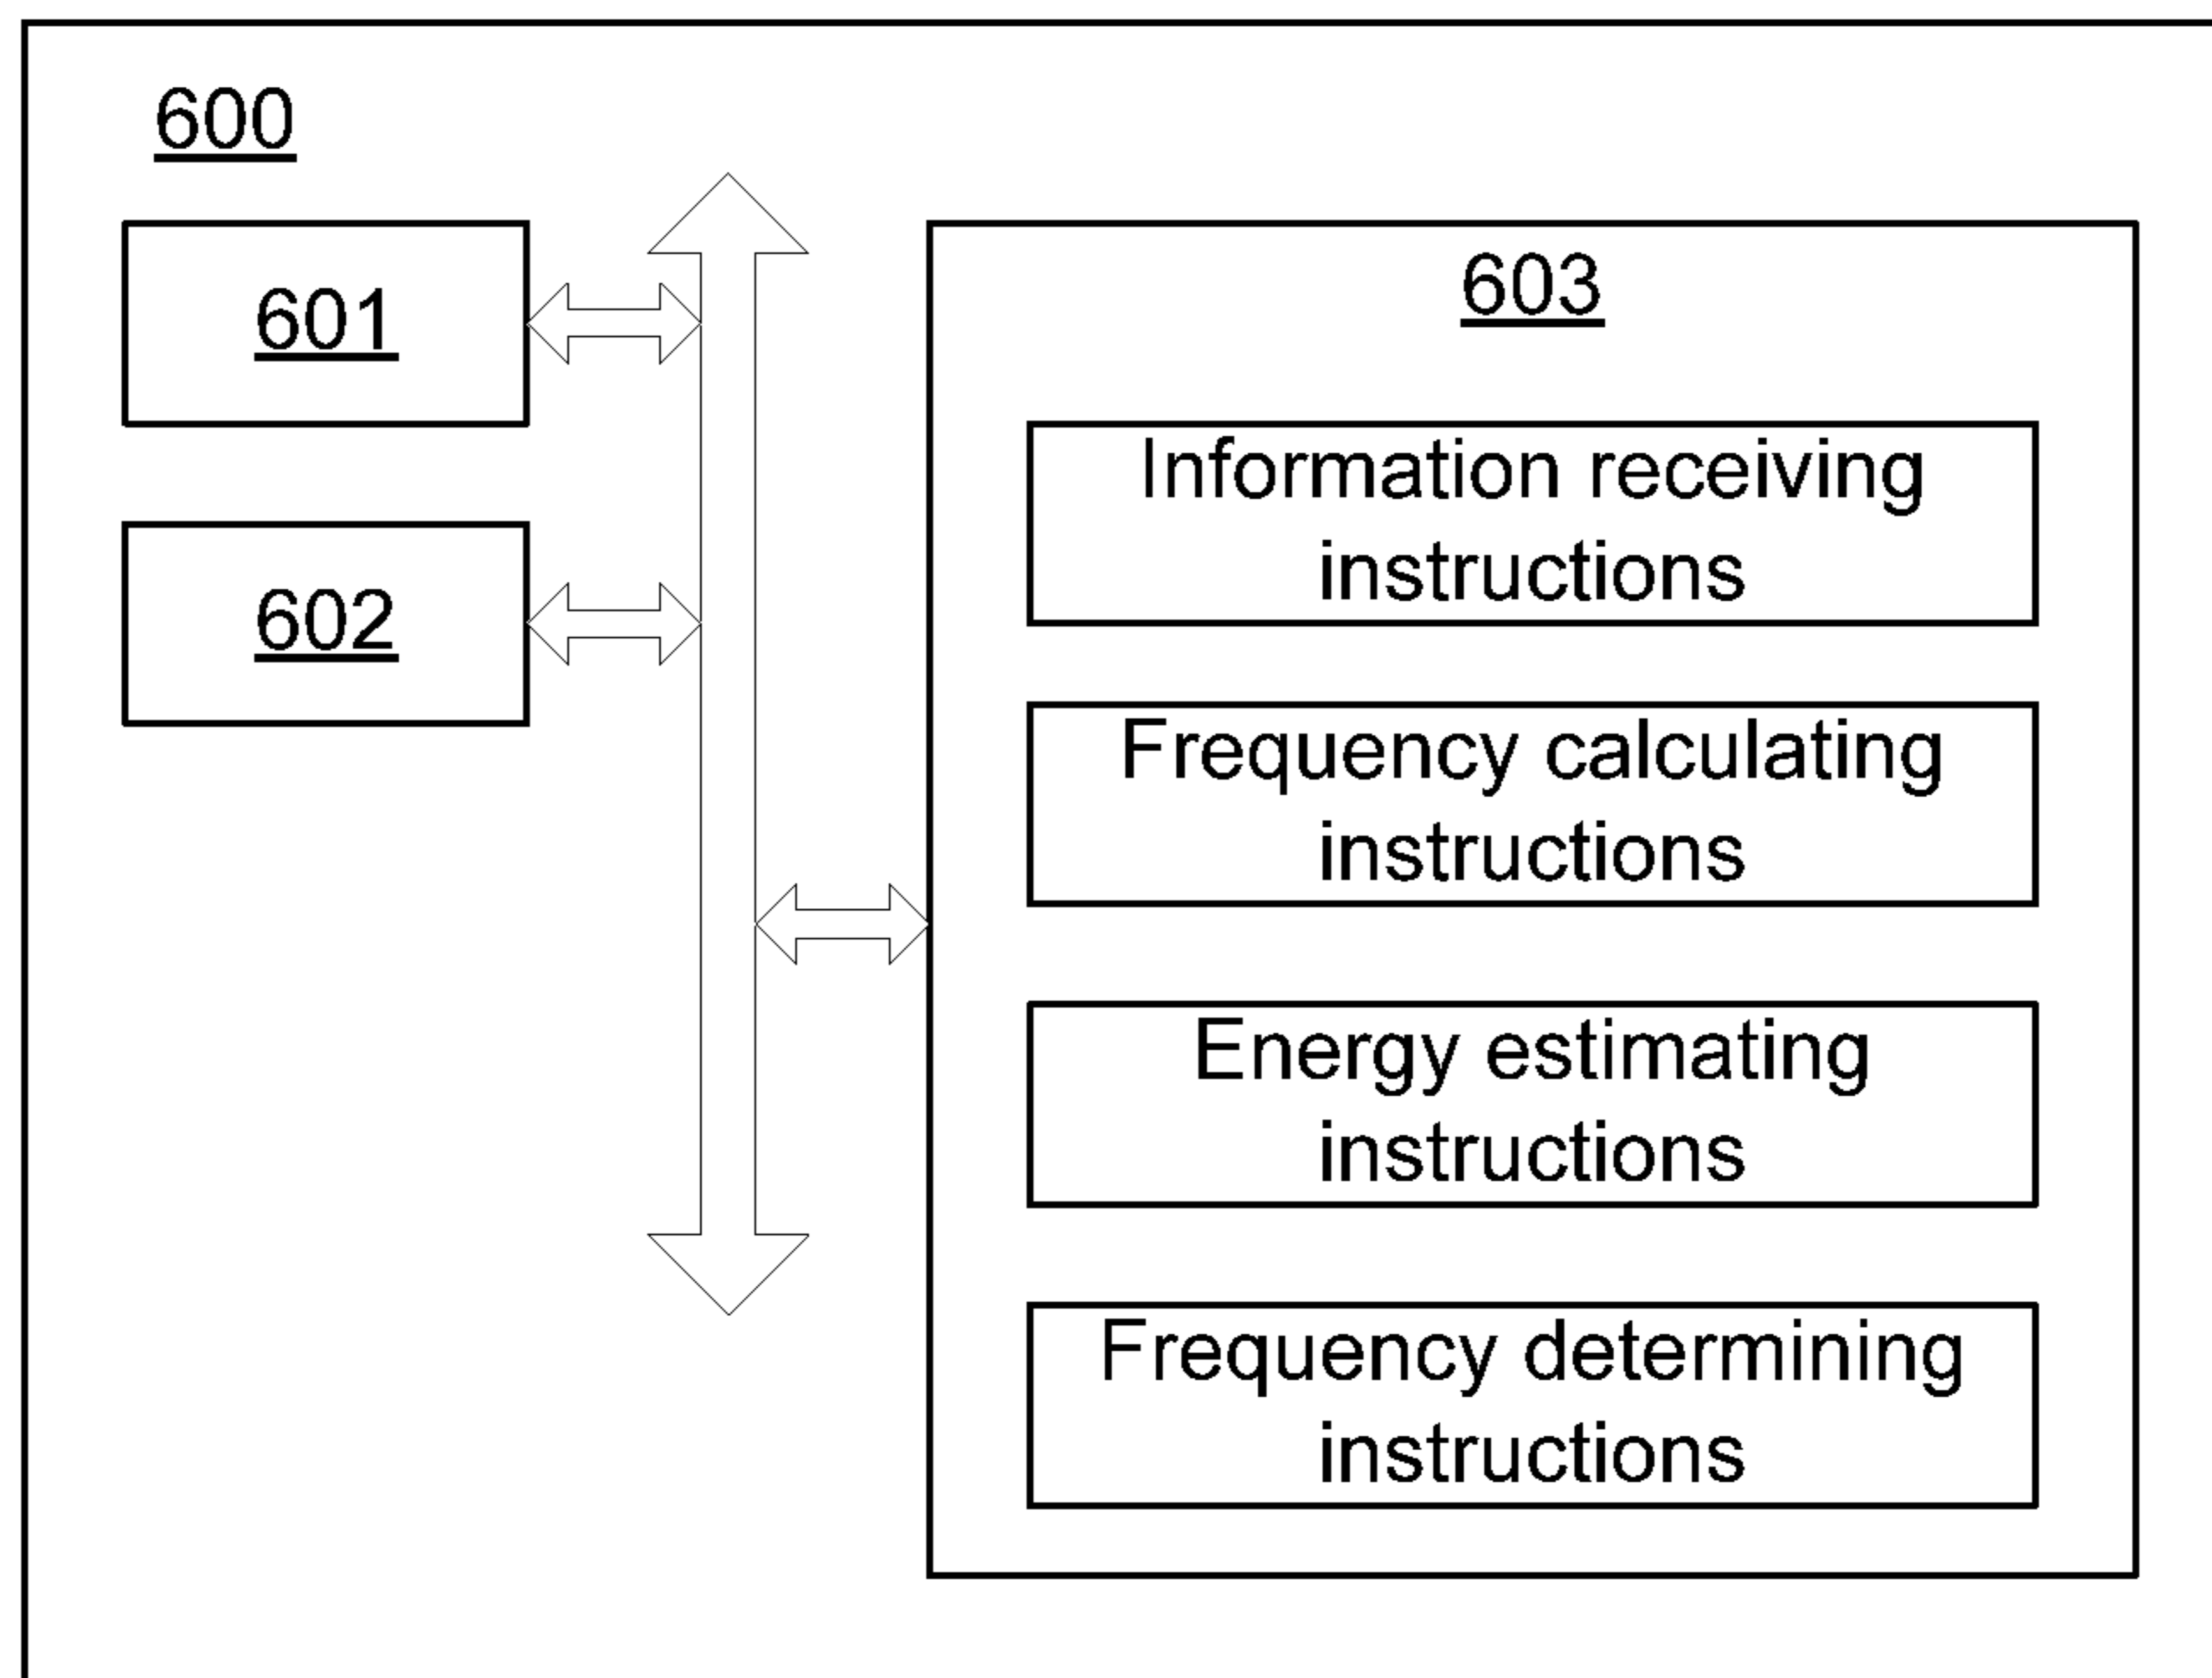 600
601
602
603
Information receiving
instructions
Frequency calculating
instructions
Energy estimating
instructions
Frequency determining
instructions